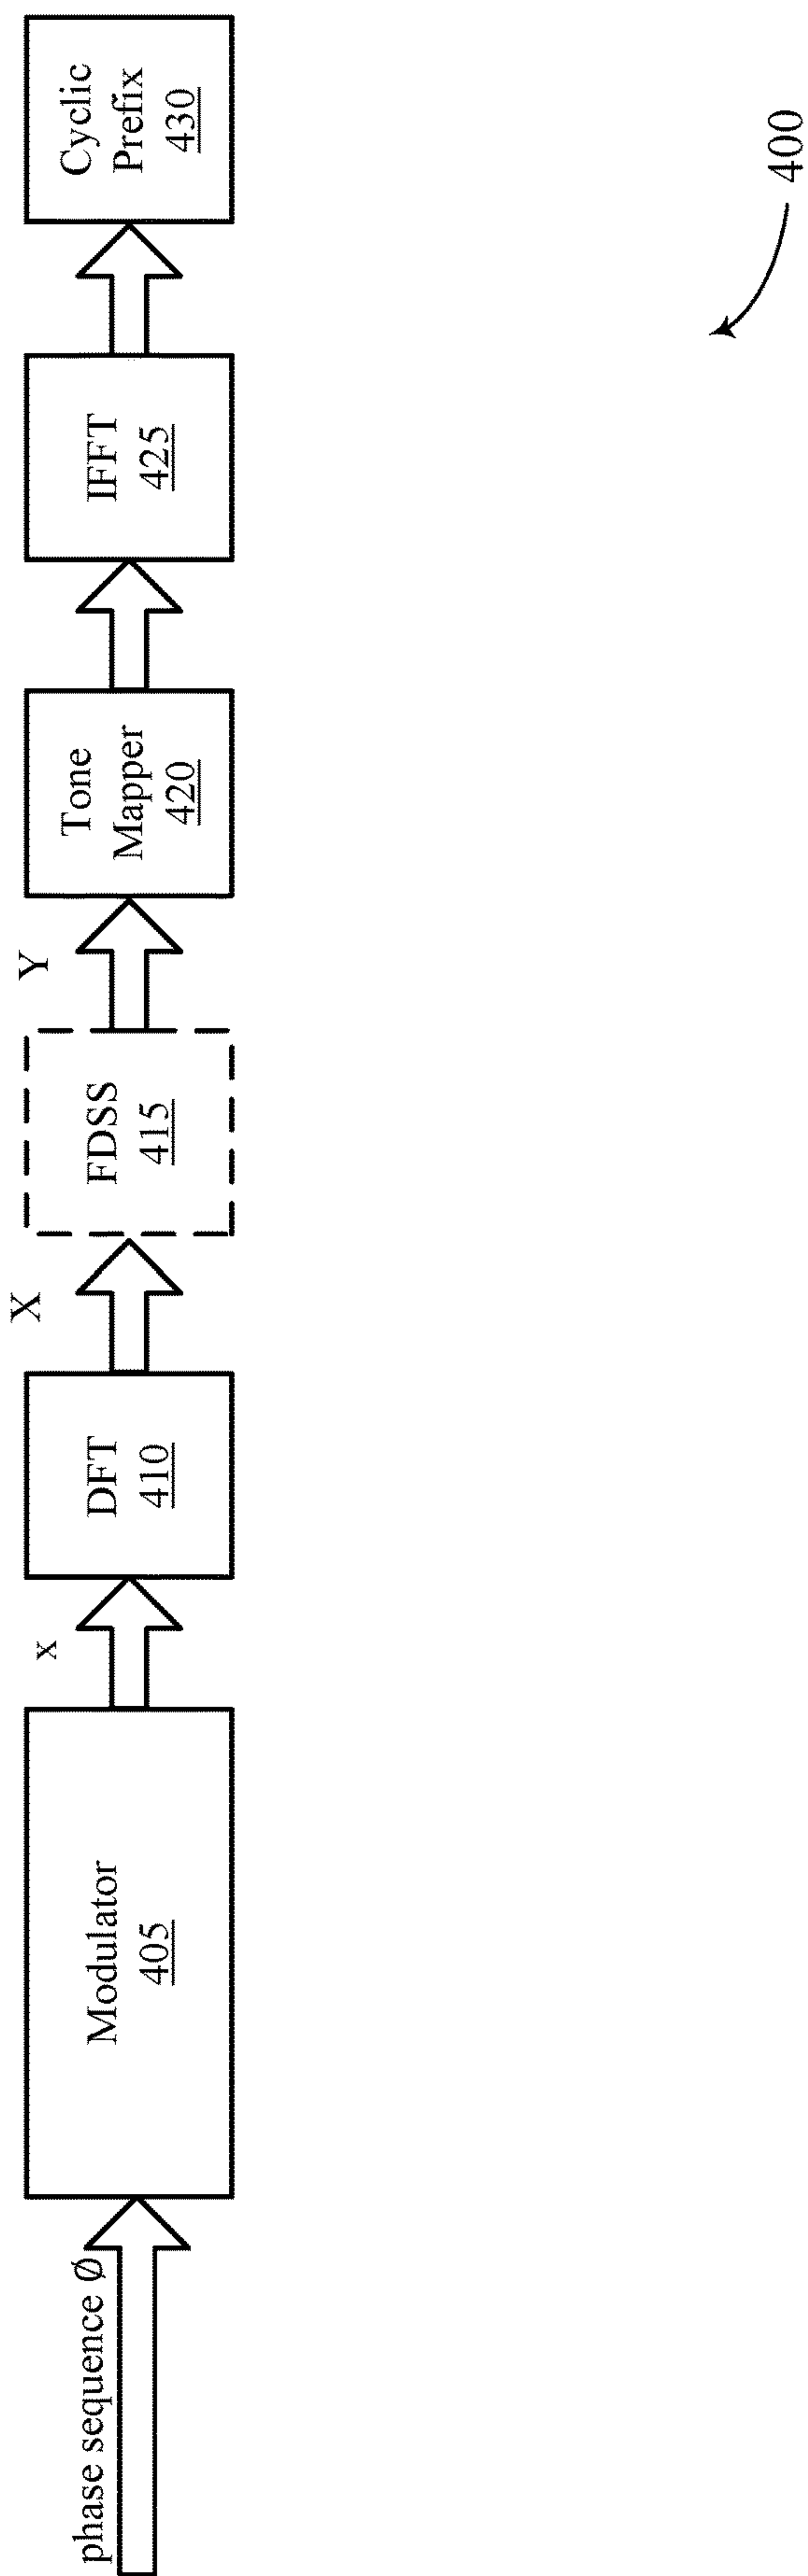 phase sequence Ø
Modulator
405
x
DFT
410
X
FDSS
415
Y
Tone
Mapper
420
IFFT
425
Cyclic
Prefix
430
400